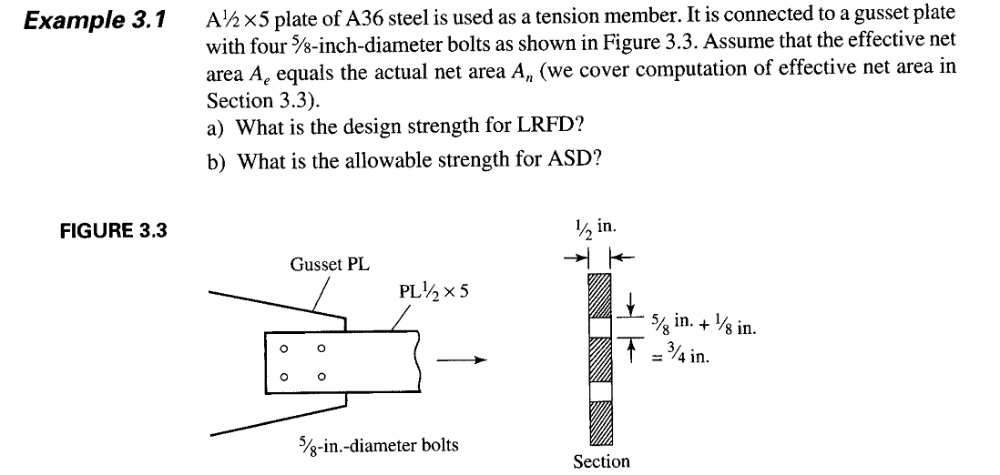 Example 3.1
A½ ×5 plate of A36 steel is used as a tension member. It is connected to a gusset plate
with four ⅝-inch-diameter bolts as shown in Figure 3.3. Assume that the effective net
area Aₑ equals the actual net area Aₙ (we cover computation of effective net area in
Section 3.3).
a) What is the design strength for LRFD?
b) What is the allowable strength for ASD?
FIGURE 3.3
½ in.
Gusset PL
PL½ × 5
⅝ in. + ⅛ in.
= ¾ in.
⅝-in.-diameter bolts
Section